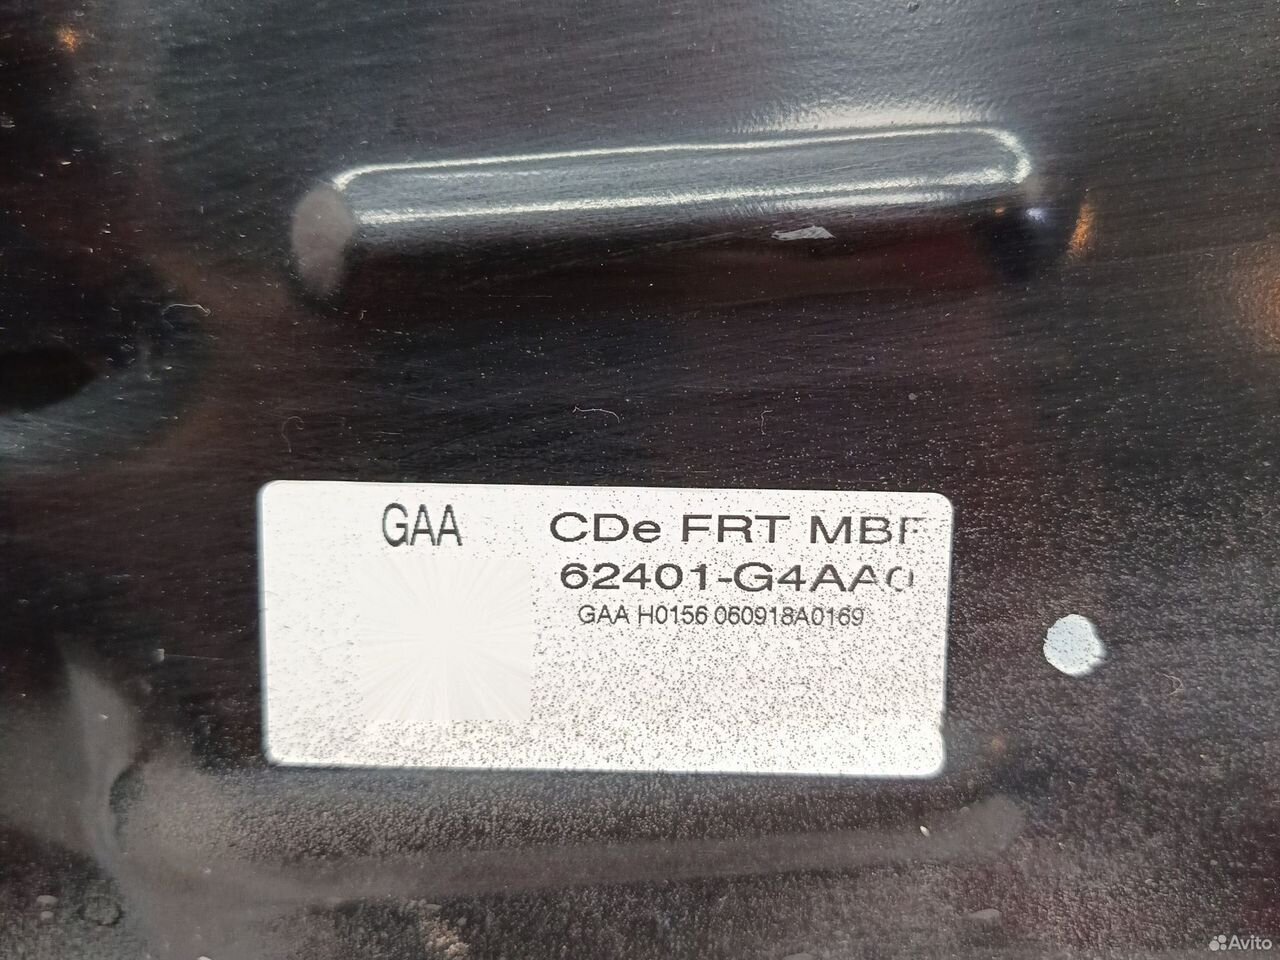 GAA
CDe FRT MBF
62401-G4AA0
GAA H0156 060918A0169
Avito